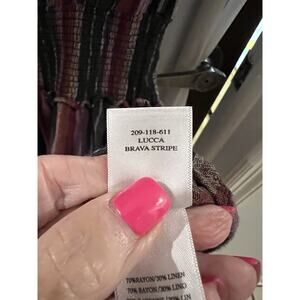 209-118-611
LUCCA
BRAVA STRIPE
70%RAYON/30% LINEN
70% RAYON/30% LINO